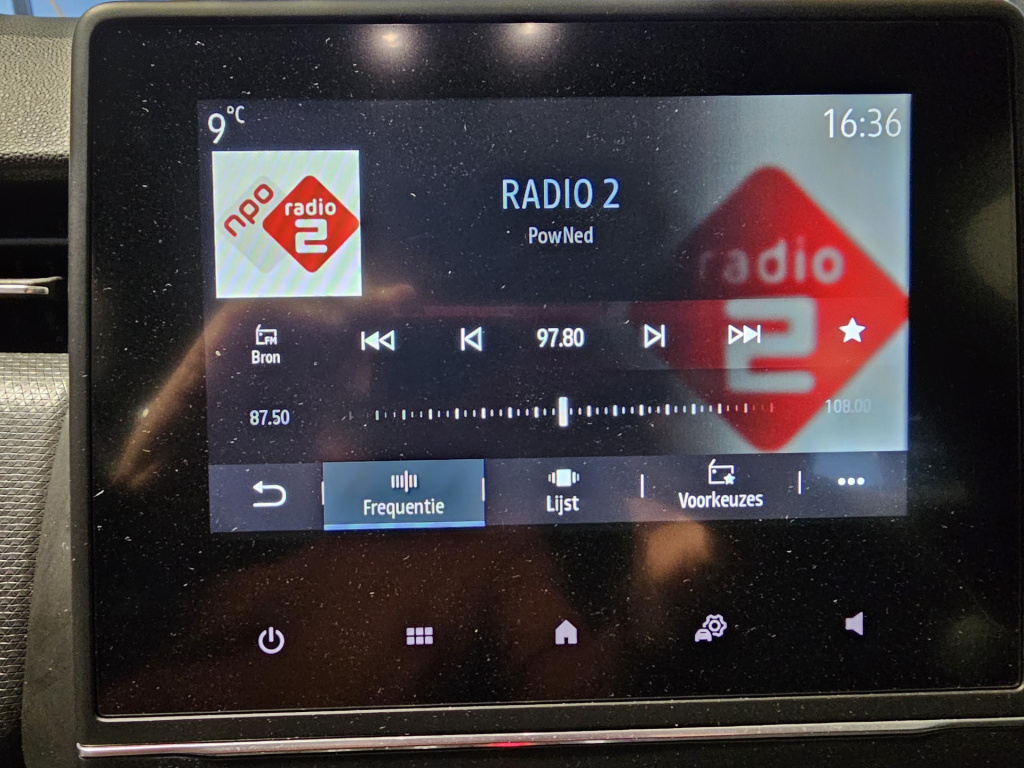 9°C
16:36
npo
radio
2
RADIO 2
PowNed
radio
2
FM
Bron
97.80
87.50
108.00
Frequentie
Lijst
Voorkeuzes